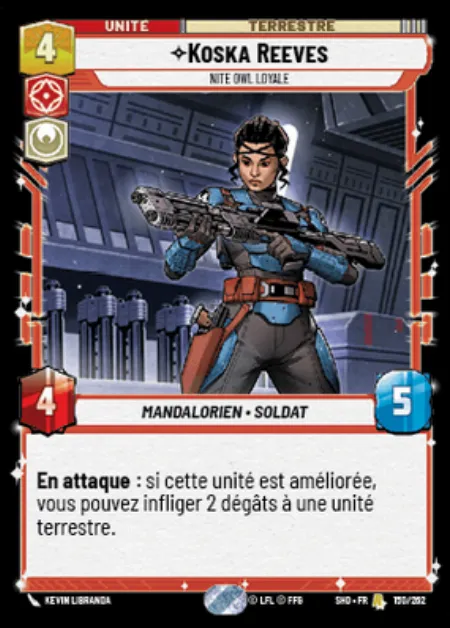 UNITÉ
TERRESTRE
4
KOSKA REEVES
NITE OWL LOYALE
4
MANDALORIEN • SOLDAT
5
En attaque : si cette unité est améliorée,
vous pouvez infliger 2 dégâts à une unité
terrestre.
KEVIN LIBRANDA
© LFL © FFG
SHD • FR
150/262